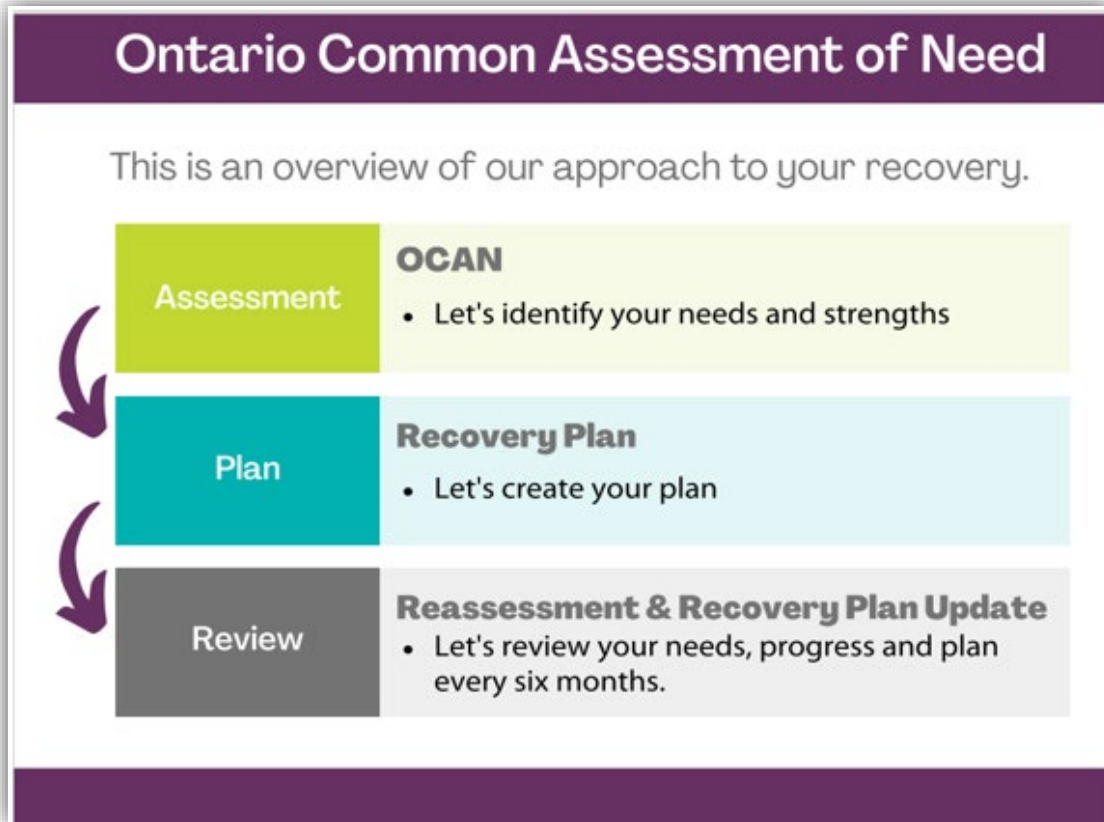 Ontario Common Assessment of Need
This is an overview of our approach to your recovery.
Assessment
OCAN
• Let's identify your needs and strengths
Plan
Recovery Plan
• Let's create your plan
Review
Reassessment & Recovery Plan Update
• Let's review your needs, progress and plan
every six months.